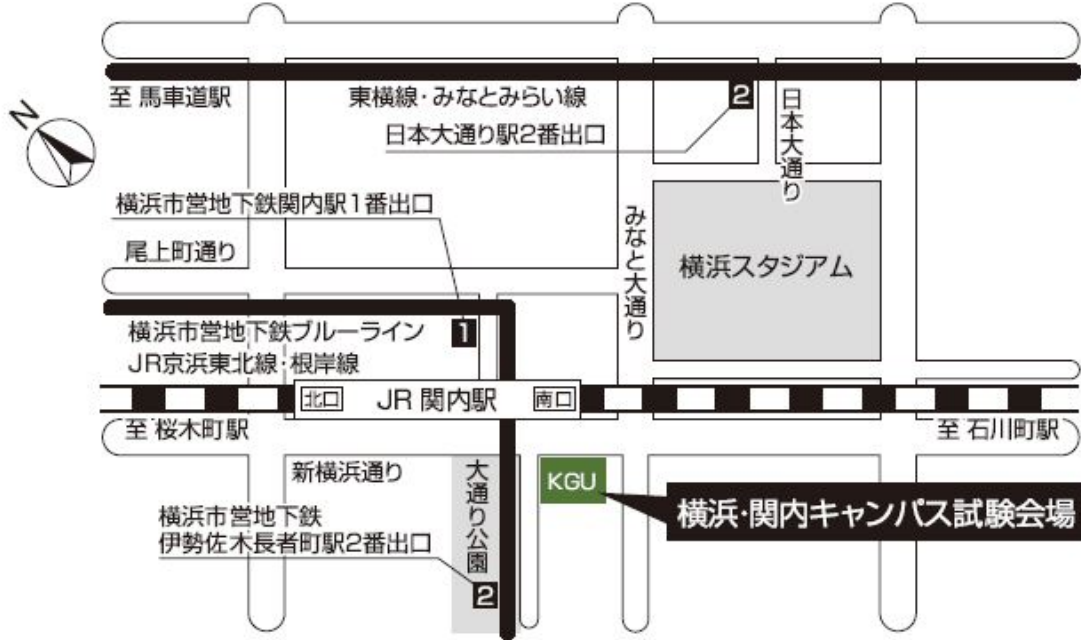 N
至 馬車道駅
東横線・みなとみらい線
2
日本大通り駅2番出口
日本大通り
横浜市営地下鉄関内駅1番出口
尾上町通り
みなと大通り
横浜スタジアム
横浜市営地下鉄ブルーライン
1
JR京浜東北線・根岸線
北口
JR 関内駅
南口
至 桜木町駅
至 石川町駅
新横浜通り
大通り公園
KGU
横浜・関内キャンパス試験会場
横浜市営地下鉄
伊勢佐木長者町駅2番出口
2